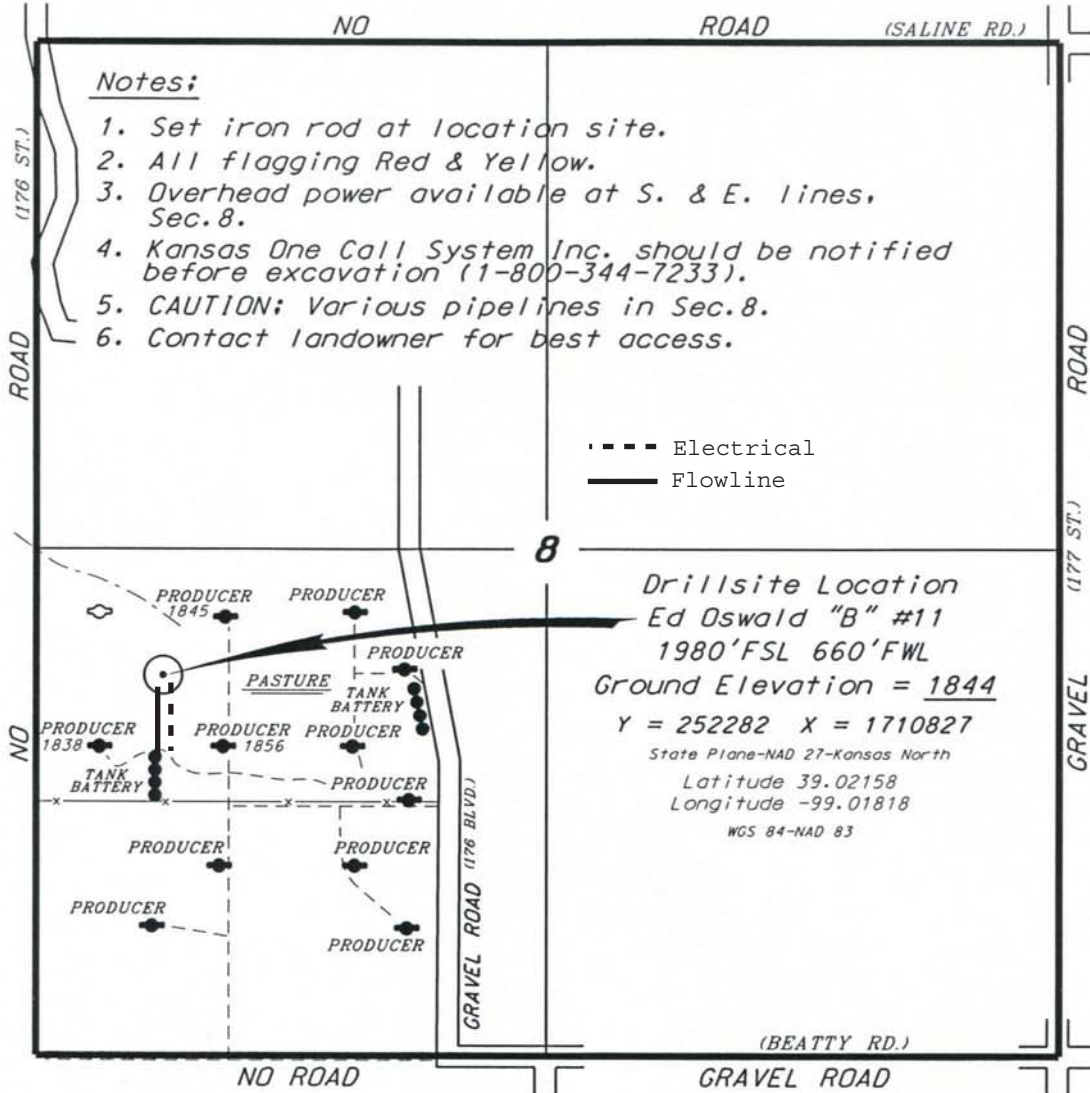 NO
ROAD
(SALINE RD.)
Notes:
1. Set iron rod at location site.
2. All flagging Red & Yellow.
3. Overhead power available at S. & E. lines,
Sec.8.
4. Kansas One Call System Inc. should be notified
before excavation (1-800-344-7233).
5. CAUTION: Various pipelines in Sec.8.
6. Contact landowner for best access.
(176 ST.)
ROAD
NO
ROAD
(177 ST.)
GRAVEL
Electrical
Flowline
8
Drillsite Location
Ed Oswald "B" #11
1980'FSL 660'FWL
Ground Elevation = 1844
Y = 252282 X = 1710827
State Plane-NAD 27-Kansas North
Latitude 39.02158
Longitude -99.01818
WGS 84-NAD 83
PRODUCER
1845
PRODUCER
PRODUCER
PASTURE
TANK
BATTERY
PRODUCER
1838
1856
PRODUCER
TANK
BATTERY
PRODUCER
PRODUCER
PRODUCER
PRODUCER
PRODUCER
GRAVEL ROAD (176 BLVD.)
(BEATTY RD.)
NO ROAD
GRAVEL ROAD